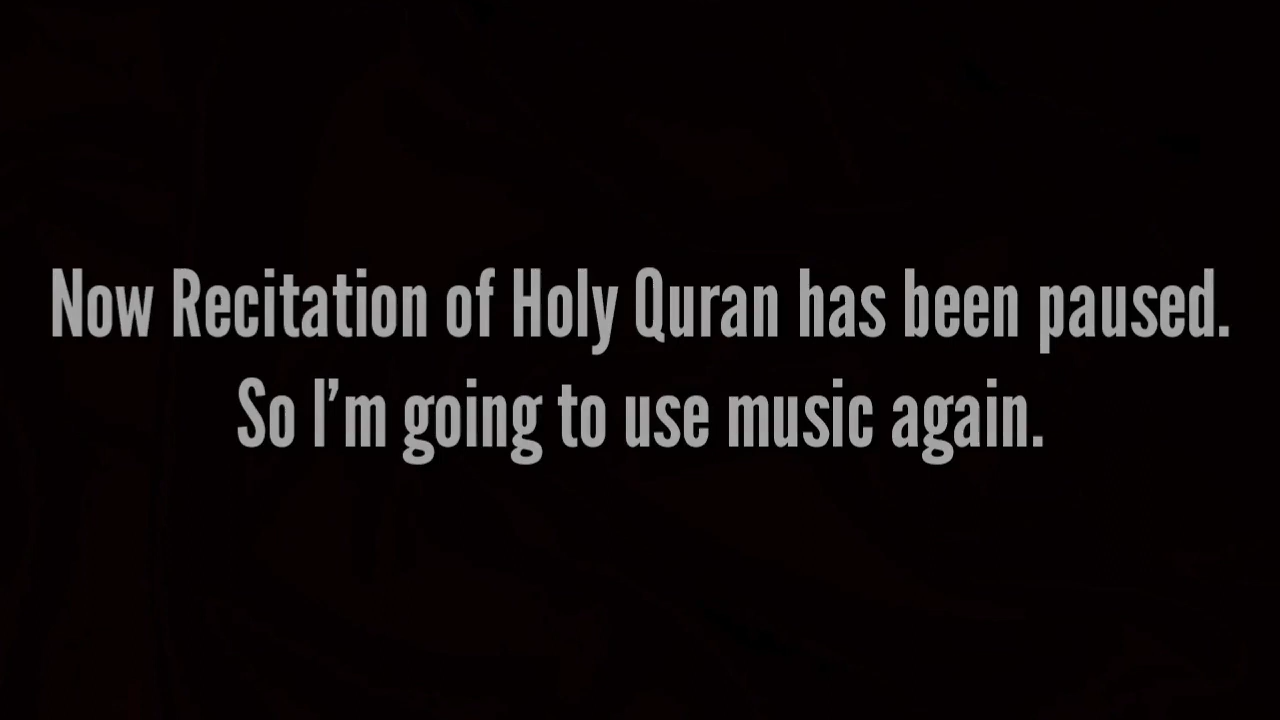 Now Recitation of Holy Quran has been paused.
So I'm going to use music again.